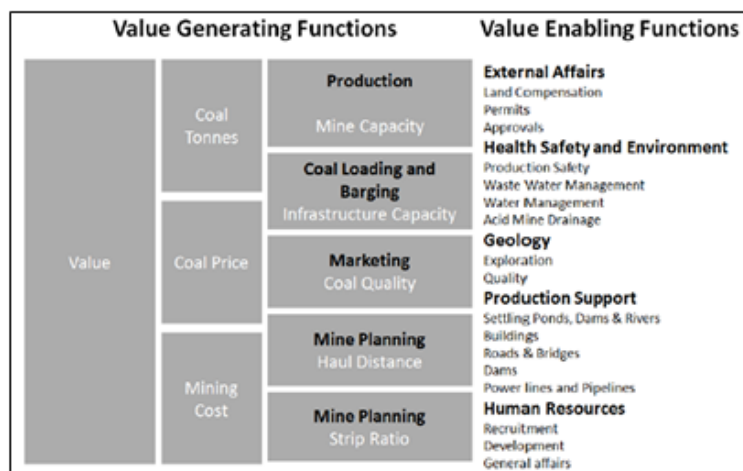 Value Generating Functions
Value Enabling Functions
Value
Coal
Tonnes
Coal Price
Mining
Cost
Production
Mine Capacity
Coal Loading and
Barging
Infrastructure Capacity
Marketing
Coal Quality
Mine Planning
Haul Distance
Mine Planning
Strip Ratio
External Affairs
Land Compensation
Permits
Approvals
Health Safety and Environment
Production Safety
Waste Water Management
Water Management
Acid Mine Drainage
Geology
Exploration
Quality
Production Support
Settling Ponds, Dams & Rivers
Buildings
Roads & Bridges
Dams
Power lines and Pipelines
Human Resources
Recruitment
Development
General affairs